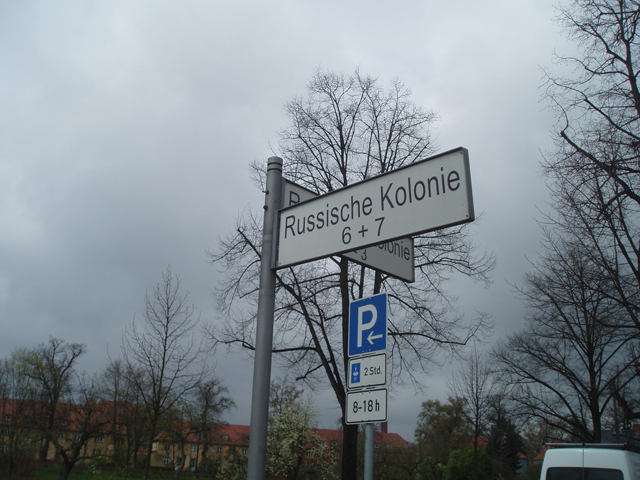 Russische Kolonie
6 + 7
P
2 Std.
8-18 h